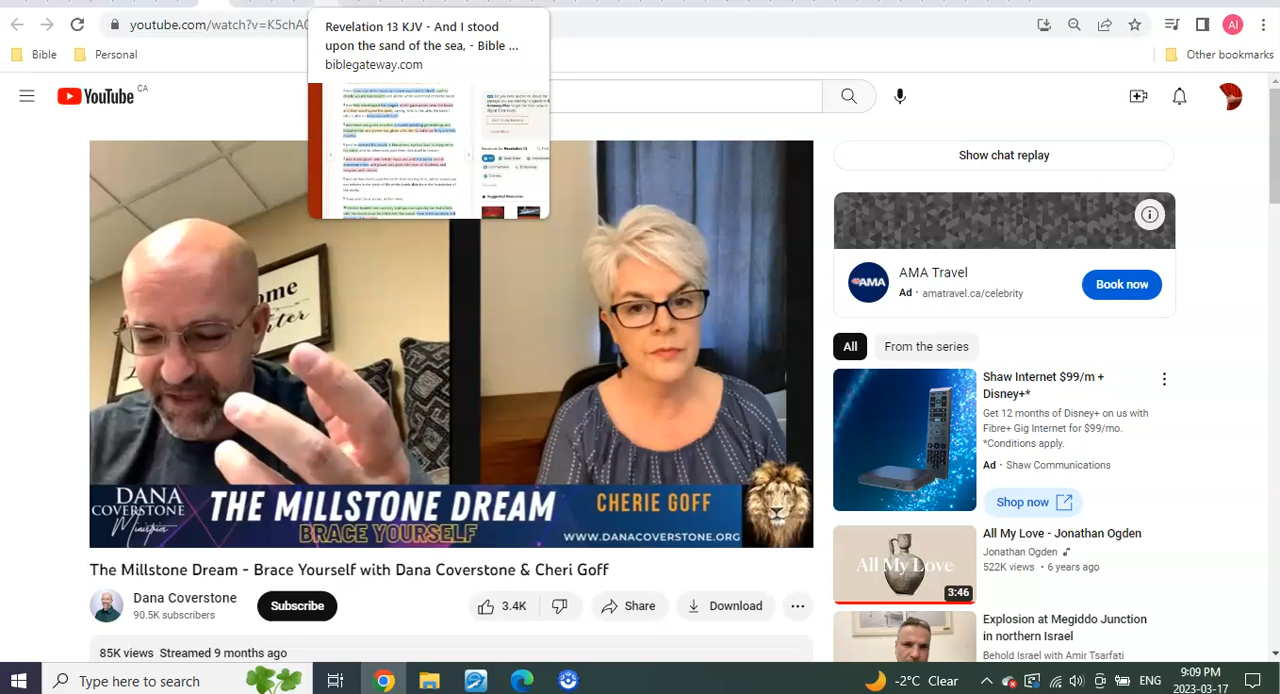 Revelation 13 KJV - And I stood
upon the sand of the sea, - Bible ...
biblegateway.com
youtube.com/watch?v=K5chA
AI
Bible
Personal
Other bookmarks
YouTube CA
Show chat replay
AMA
AMA Travel
Ad · amatravel.ca/celebrity
Book now
All
From the series
Shaw Internet $99/m +
Disney+*
Get 12 months of Disney+ on us with
Fibre+ Gig Internet for $99/mo.
*Conditions apply.
Ad · Shaw Communications
Shop now
ome
DANA
COVERSTONE
Ministries
THE MILLSTONE DREAM
BRACE YOURSELF
CHERIE GOFF
WWW.DANACOVERSTONE.ORG
The Millstone Dream - Brace Yourself with Dana Coverstone & Cheri Goff
Dana Coverstone
90.5K subscribers
Subscribe
3.4K
Share
Download
85K views Streamed 9 months ago
All My Love
3:46
All My Love - Jonathan Ogden
Jonathan Ogden
522K views • 6 years ago
Explosion at Megiddo Junction
in northern Israel
Behold Israel with Amir Tsarfati
Type here to search
-2°C Clear
ENG
9:09 PM
2023-03-17